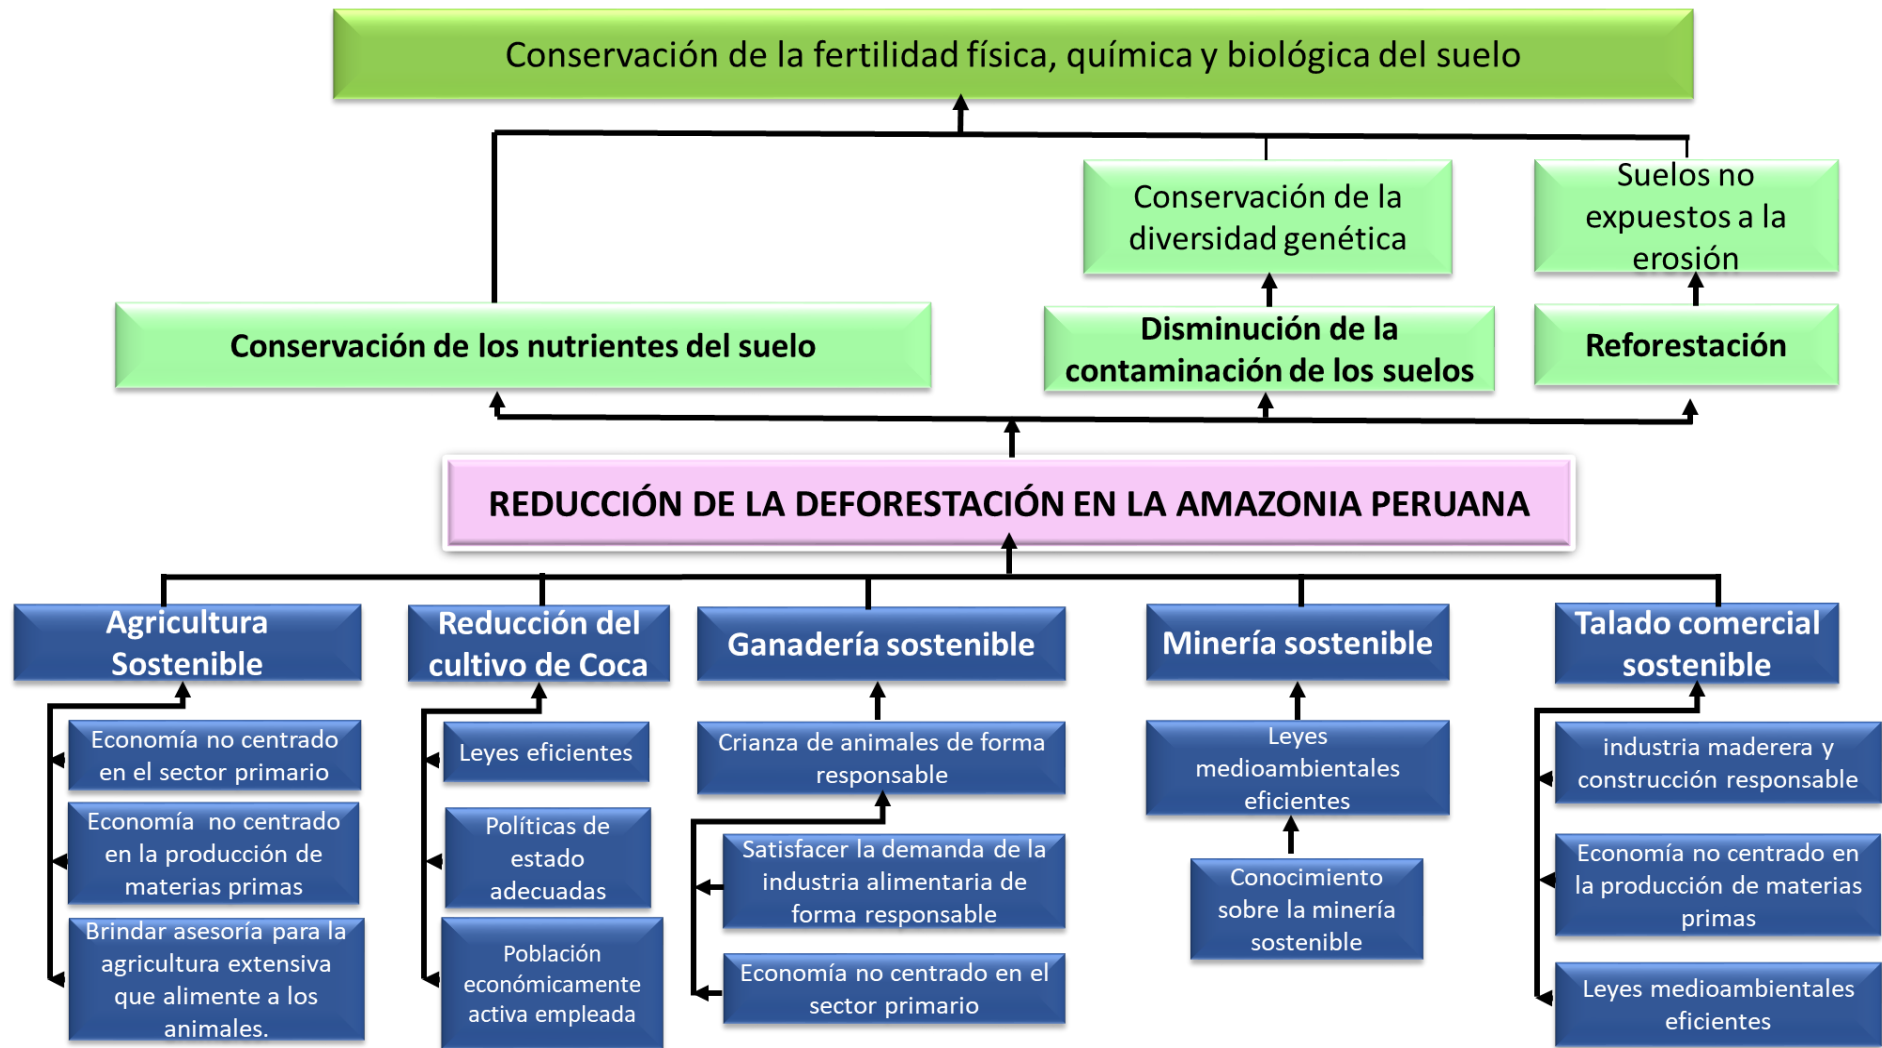 Conservación de la fertilidad física, química y biológica del suelo
Conservación de la
diversidad genética
Suelos no
expuestos a la
erosión
Conservación de los nutrientes del suelo
Disminución de la
contaminación de los suelos
Reforestación
REDUCCIÓN DE LA DEFORESTACIÓN EN LA AMAZONIA PERUANA
Agricultura
Sostenible
Reducción del
cultivo de Coca
Ganadería sostenible
Minería sostenible
Talado comercial
sostenible
Economía no centrado
en el sector primario
Economía no centrado
en la producción de
materias primas
Brindar asesoría para la
agricultura extensiva
que alimente a los
animales.
Leyes eficientes
Políticas de
estado
adecuadas
Población
económicamente
activa empleada
Crianza de animales de forma
responsable
Satisfacer la demanda de la
industria alimentaria de
forma responsable
Economía no centrado en el
sector primario
Leyes
medioambientales
eficientes
Conocimiento
sobre la minería
sostenible
industria maderera y
construcción responsable
Economía no centrado en
la producción de materias
primas
Leyes medioambientales
eficientes